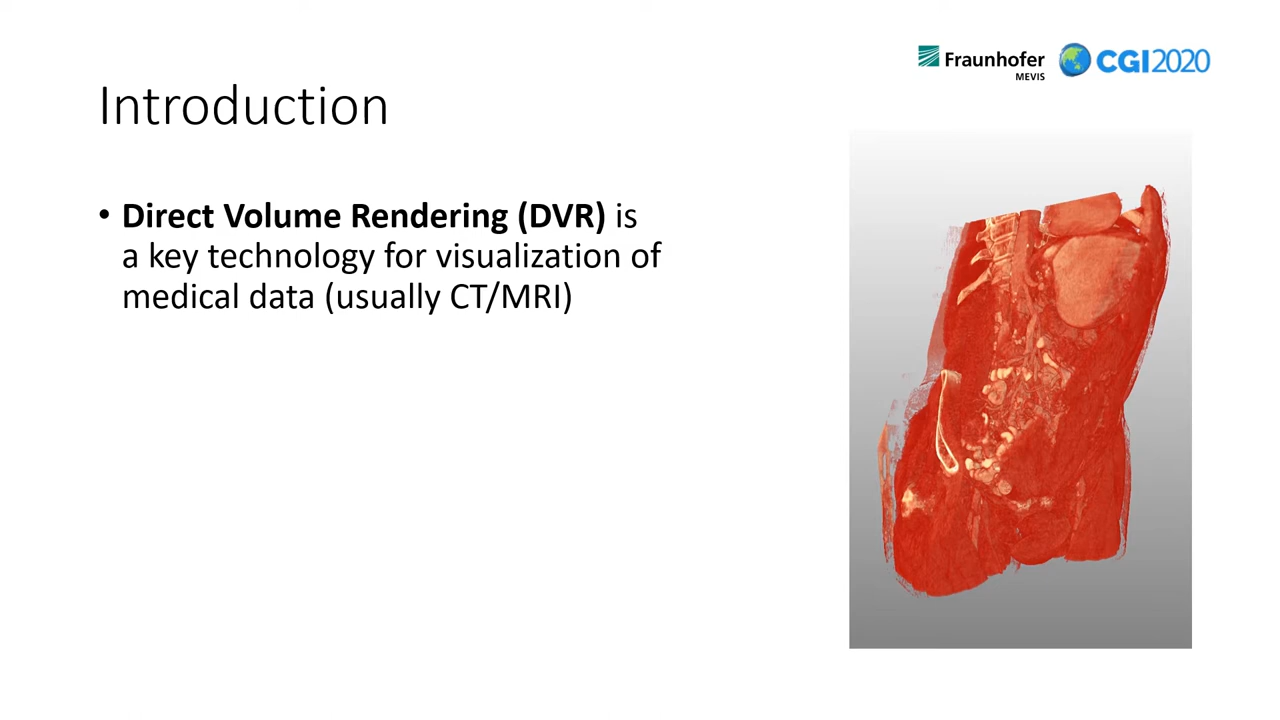 Fraunhofer
MEVIS
CGI2020
Introduction
• Direct Volume Rendering (DVR) is
a key technology for visualization of
medical data (usually CT/MRI)